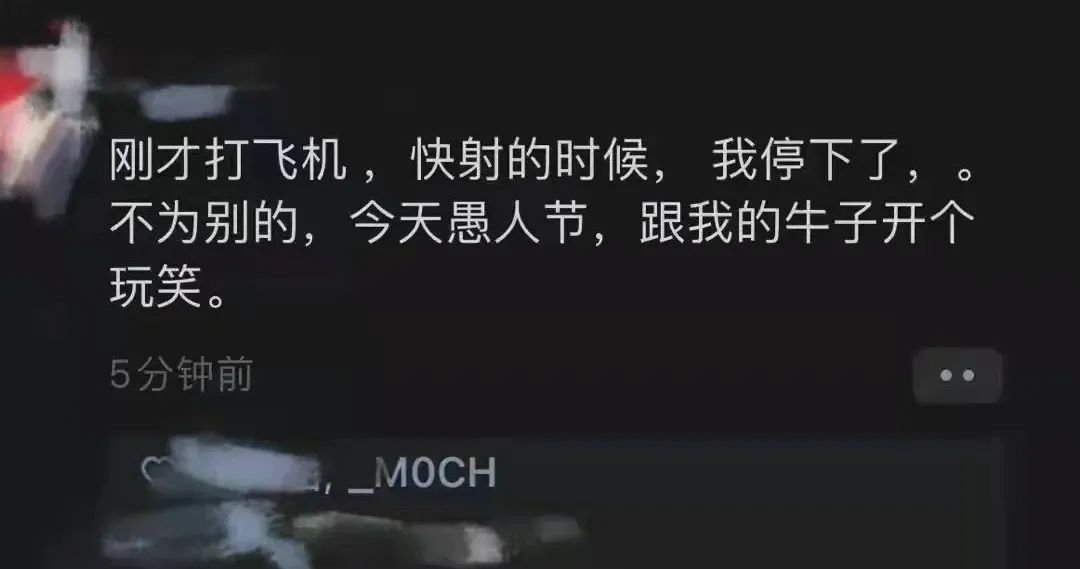 刚才打飞机，快射的时候，我停下了，。
不为别的，今天愚人节，跟我的牛子开个
玩笑。
5分钟前
, _M0CH